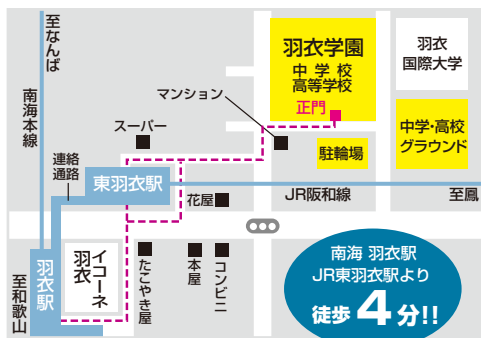 至なんば
南海本線
連絡
通路
スーパー
マンション
羽衣学園
中学校
高等学校
正門
羽衣
国際大学
駐輪場
中学・高校
グラウンド
東羽衣駅
花屋
JR阪和線
至鳳
羽衣駅
至和歌山
イコーネ
羽衣
たこやき屋
本屋
コンビニ
南海 羽衣駅
JR東羽衣駅より
徒歩4分!!